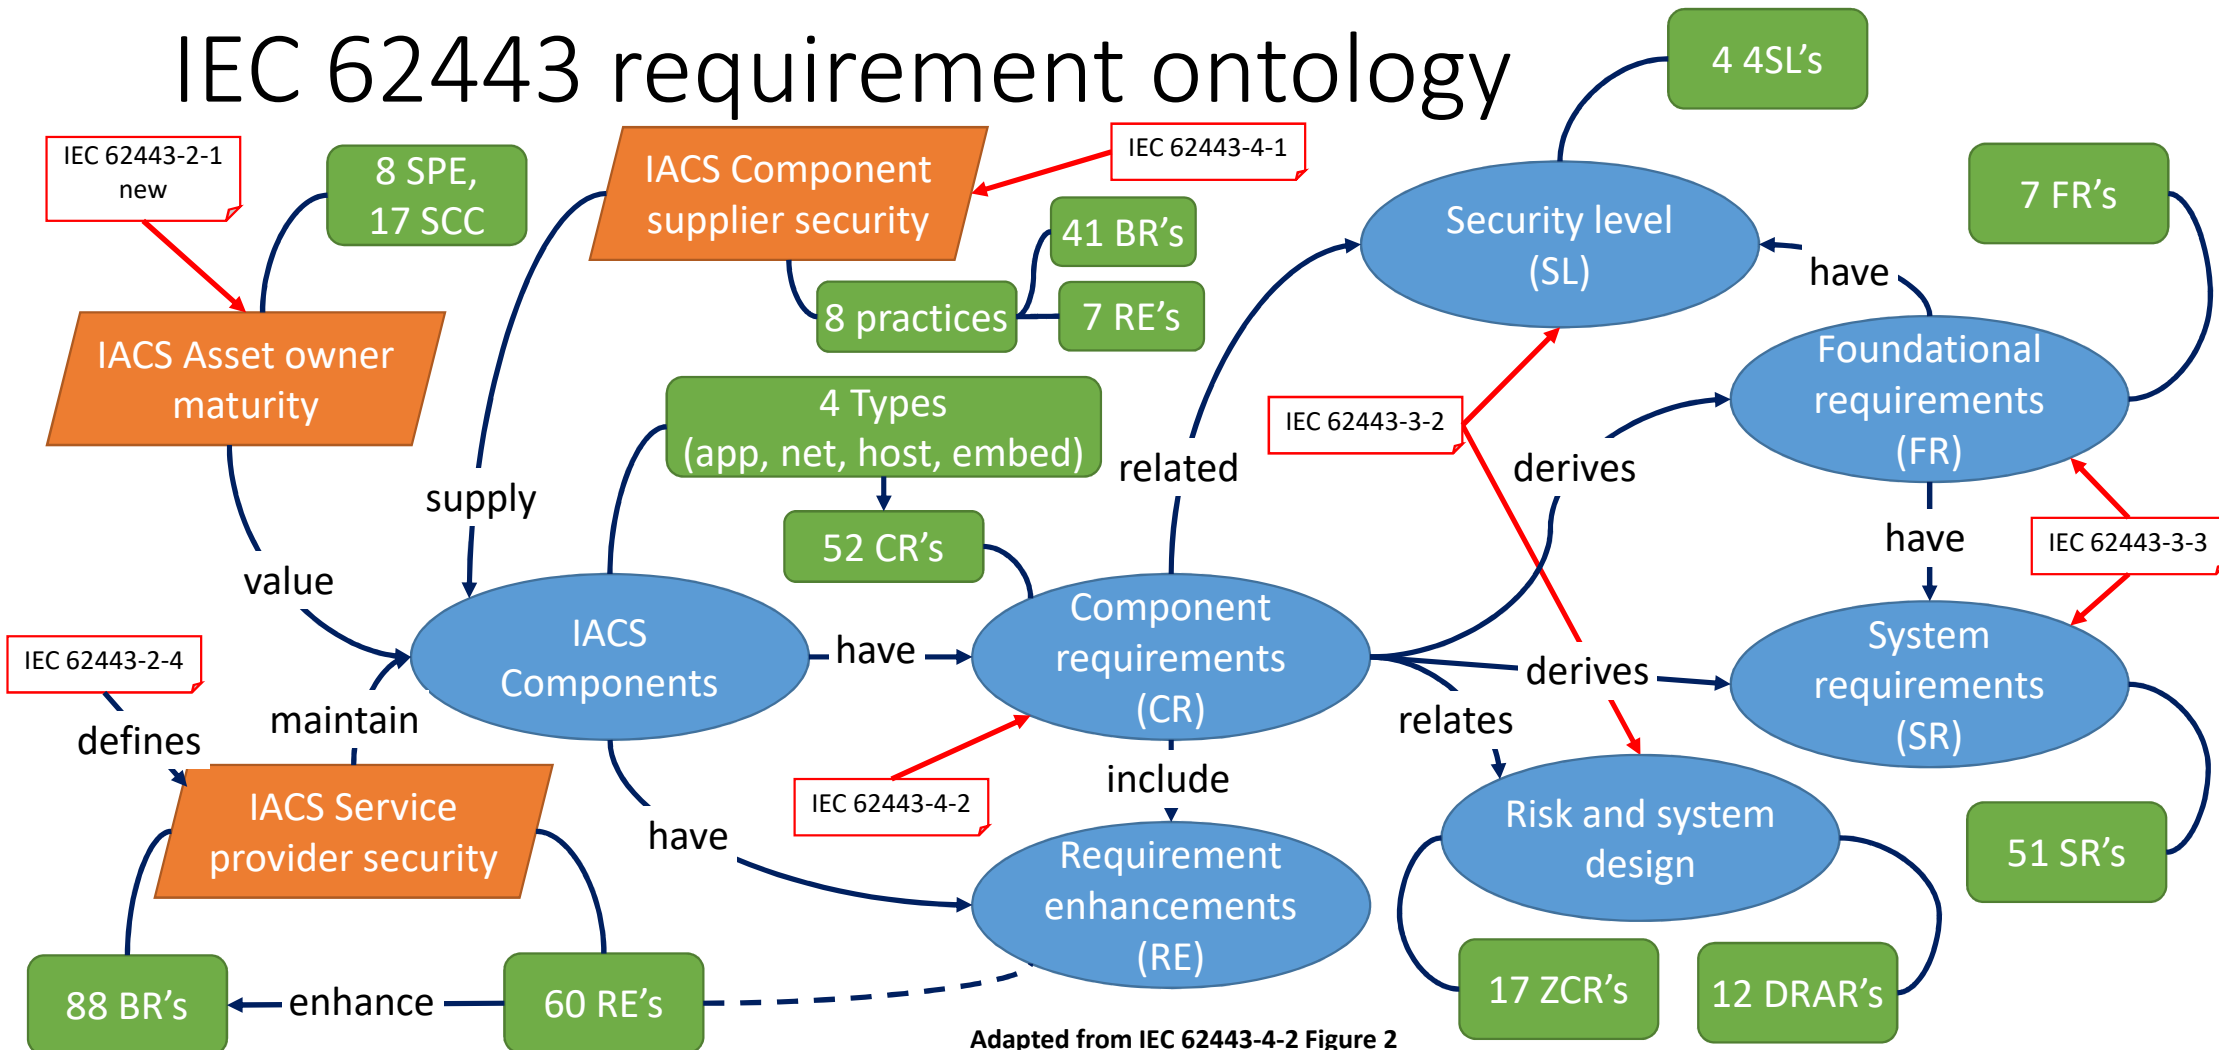 IEC 62443 requirement ontology
4 4SL's
IEC 62443-2-1
new
8 SPE,
17 SCC
IACS Component
supplier security
IEC 62443-4-1
41 BR's
8 practices
7 RE's
Security level
(SL)
7 FR's
have
IACS Asset owner
maturity
4 Types
(app, net, host, embed)
IEC 62443-3-2
Foundational
requirements
(FR)
supply
related
derives
52 CR's
have
IEC 62443-3-3
value
IACS
Components
have
Component
requirements
(CR)
derives
System
requirements
(SR)
IEC 62443-2-4
defines
maintain
relates
IACS Service
provider security
have
IEC 62443-4-2
include
Requirement
enhancements
(RE)
Risk and system
design
51 SR's
88 BR's
enhance
60 RE's
17 ZCR's
12 DRAR's
Adapted from IEC 62443-4-2 Figure 2